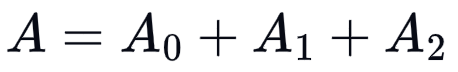 A = A₀ + A₁ + A₂